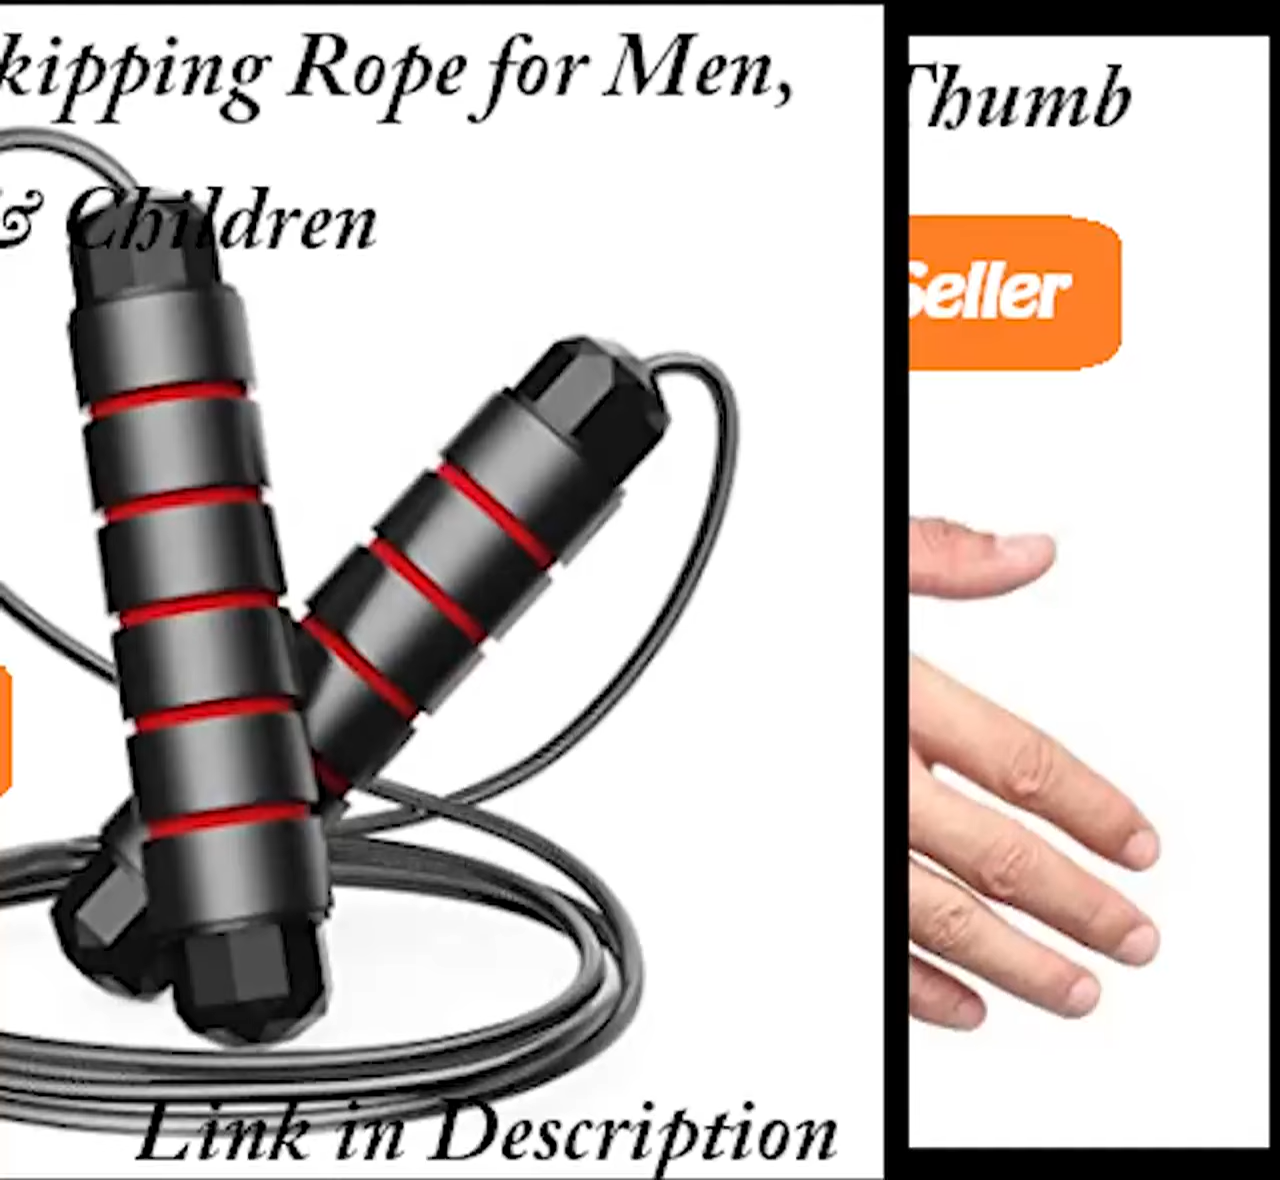 kipping Rope for Men,
& Children
Link in Description
Thumb
Seller